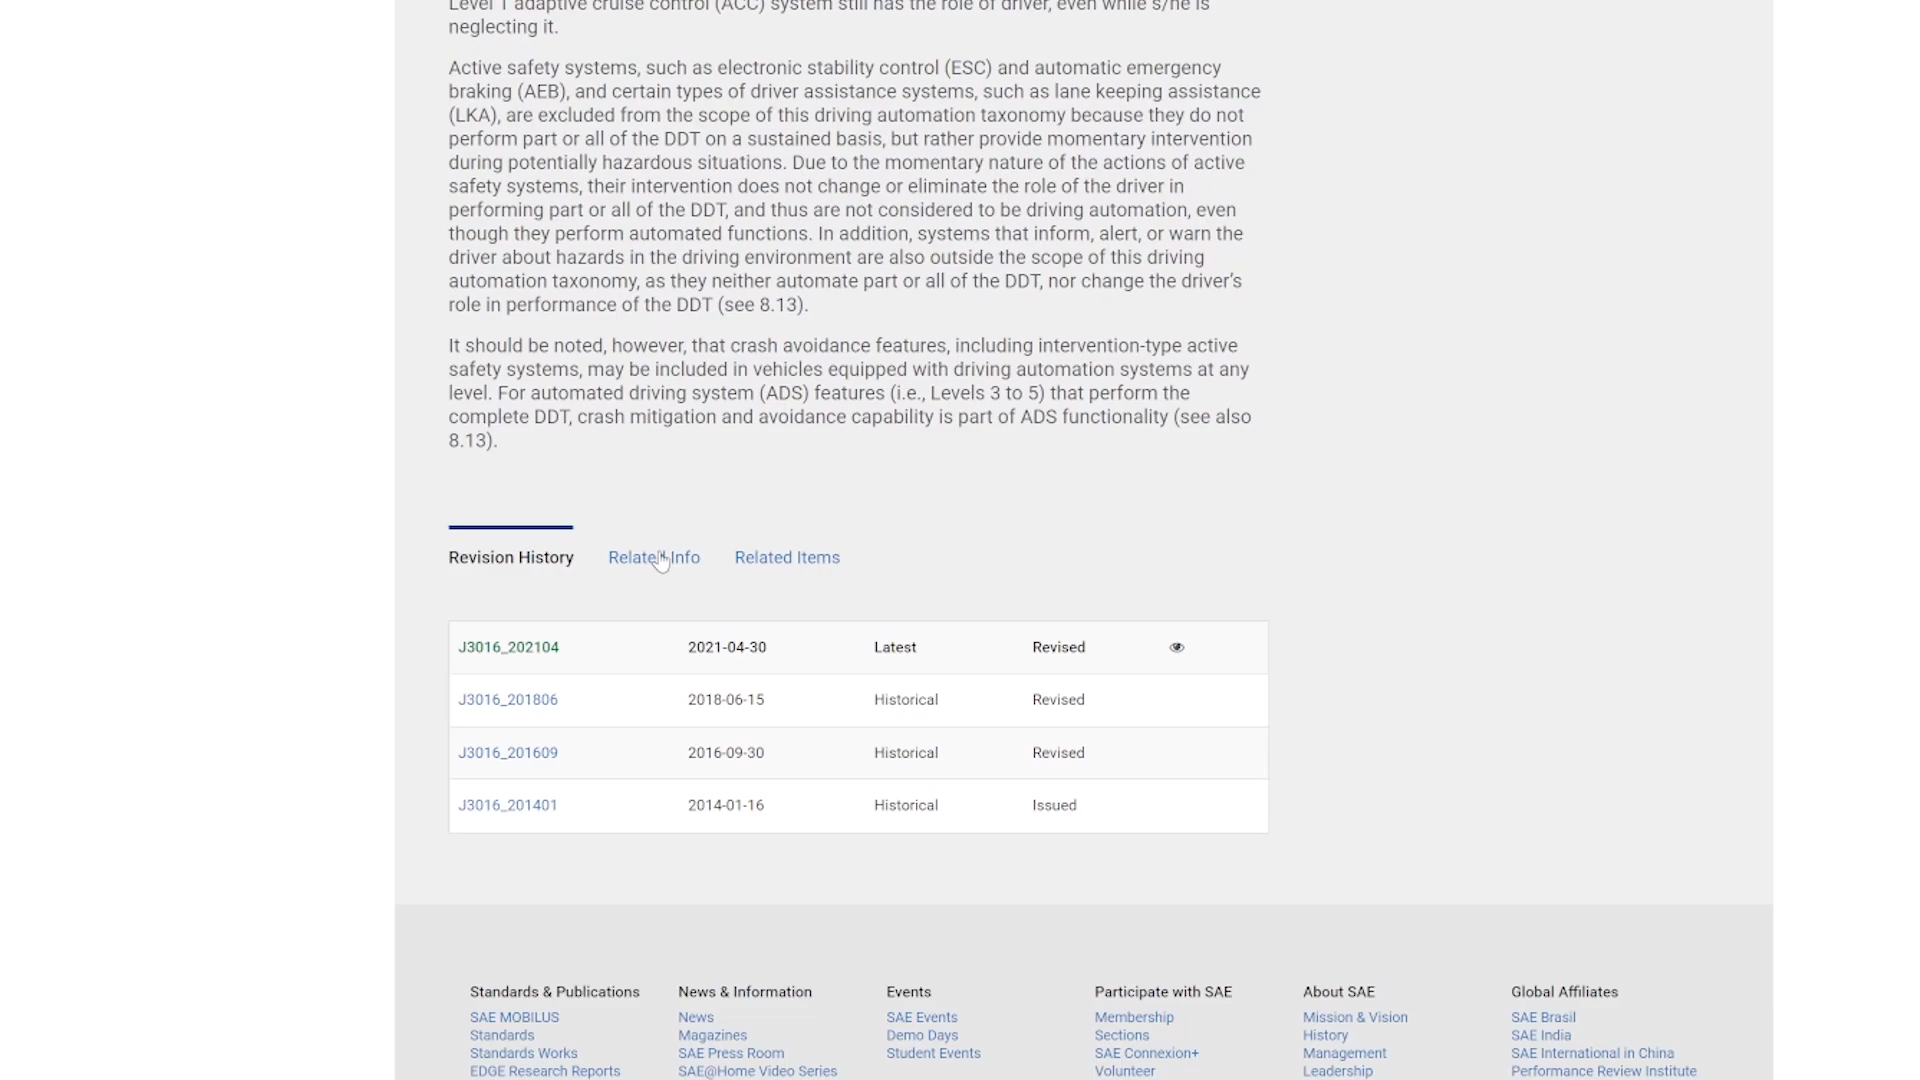 Level 1 adaptive cruise control (ACC) system still has the role of driver, even while s/he is
neglecting it.
Active safety systems, such as electronic stability control (ESC) and automatic emergency
braking (AEB), and certain types of driver assistance systems, such as lane keeping assistance
(LKA), are excluded from the scope of this driving automation taxonomy because they do not
perform part or all of the DDT on a sustained basis, but rather provide momentary intervention
during potentially hazardous situations. Due to the momentary nature of the actions of active
safety systems, their intervention does not change or eliminate the role of the driver in
performing part or all of the DDT, and thus are not considered to be driving automation, even
though they perform automated functions. In addition, systems that inform, alert, or warn the
driver about hazards in the driving environment are also outside the scope of this driving
automation taxonomy, as they neither automate part or all of the DDT, nor change the driver's
role in performance of the DDT (see 8.13).
It should be noted, however, that crash avoidance features, including intervention-type active
safety systems, may be included in vehicles equipped with driving automation systems at any
level. For automated driving system (ADS) features (i.e., Levels 3 to 5) that perform the
complete DDT, crash mitigation and avoidance capability is part of ADS functionality (see also
8.13).
Revision History Related Info Related Items
J3016_202104 2021-04-30 Latest Revised
J3016_201806 2018-06-15 Historical Revised
J3016_201609 2016-09-30 Historical Revised
J3016_201401 2014-01-16 Historical Issued
Standards & Publications News & Information Events Participate with SAE About SAE Global Affiliates
SAE MOBILUS News SAE Events Membership Mission & Vision SAE Brasil
Standards Magazines Demo Days Sections History SAE India
Standards Works SAE Press Room Student Events SAE Connexion+ Management SAE International in China
EDGE Research Reports SAE@Home Video Series Volunteer Leadership Performance Review Institute